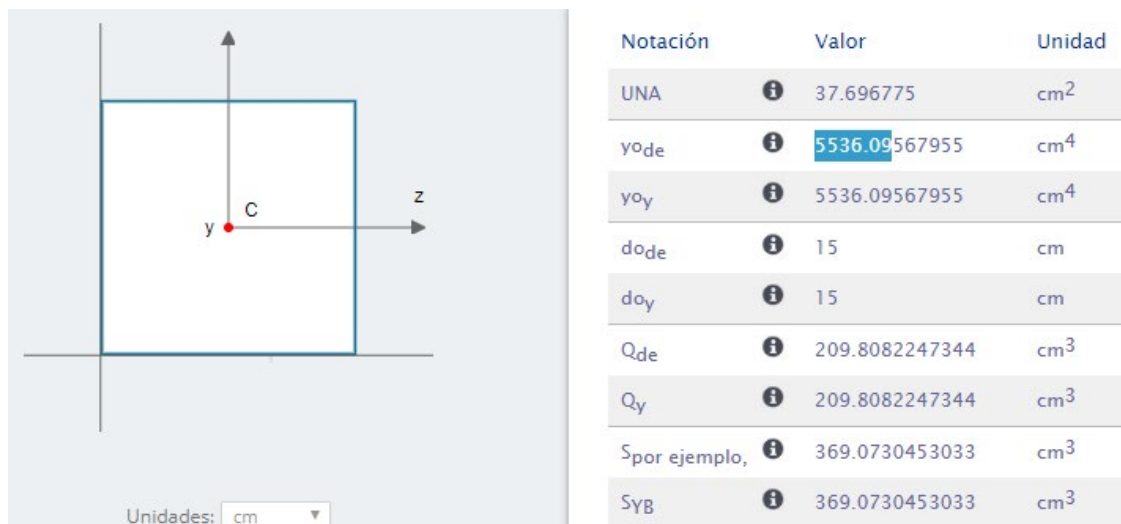 z
C
y
Unidades: cm
Notación Valor Unidad
UNA 37.696775 cm2
yode 5536.09567955 cm4
yoy 5536.09567955 cm4
dode 15 cm
doy 15 cm
Qde 209.8082247344 cm3
Qy 209.8082247344 cm3
Spor ejemplo, 369.0730453033 cm3
SYB 369.0730453033 cm3